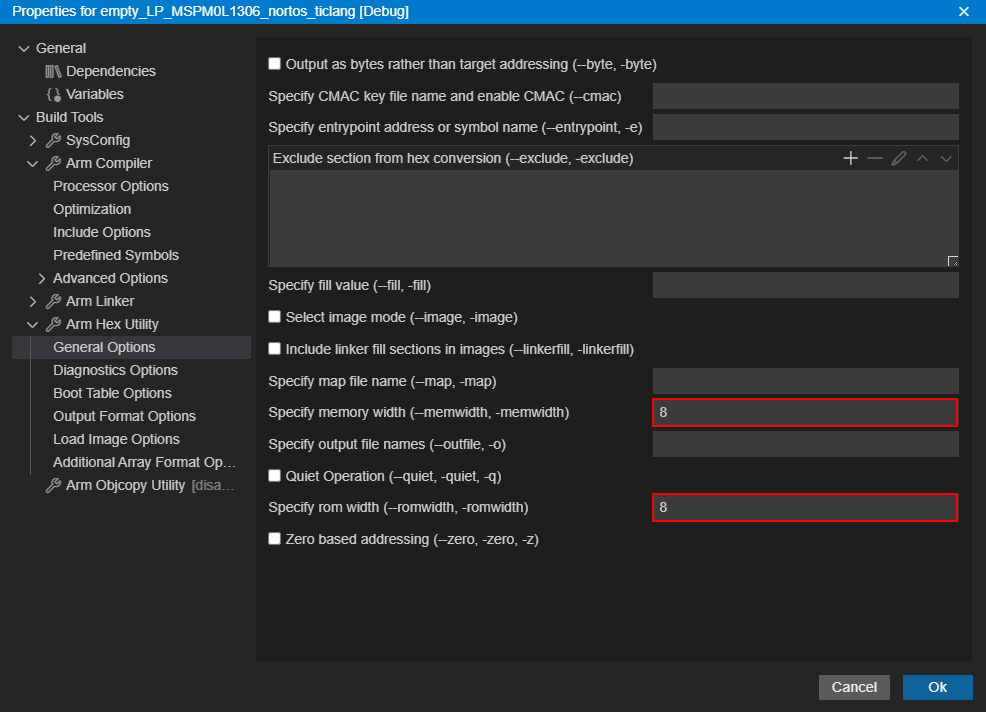 Properties for empty_LP_MSPM0L1306_nortos_ticlang [Debug]
General
Dependencies
Variables
Build Tools
SysConfig
Arm Compiler
Processor Options
Optimization
Include Options
Predefined Symbols
Advanced Options
Arm Linker
Arm Hex Utility
General Options
Diagnostics Options
Boot Table Options
Output Format Options
Load Image Options
Additional Array Format Op...
Arm Objcopy Utility [disa...
Output as bytes rather than target addressing (--byte, -byte)
Specify CMAC key file name and enable CMAC (--cmac)
Specify entrypoint address or symbol name (--entrypoint, -e)
Exclude section from hex conversion (--exclude, -exclude)
Specify fill value (--fill, -fill)
Select image mode (--image, -image)
Include linker fill sections in images (--linkerfill, -linkerfill)
Specify map file name (--map, -map)
Specify memory width (--memwidth, -memwidth) 8
Specify output file names (--outfile, -o)
Quiet Operation (--quiet, -quiet, -q)
Specify rom width (--romwidth, -romwidth) 8
Zero based addressing (--zero, -zero, -z)
Cancel Ok